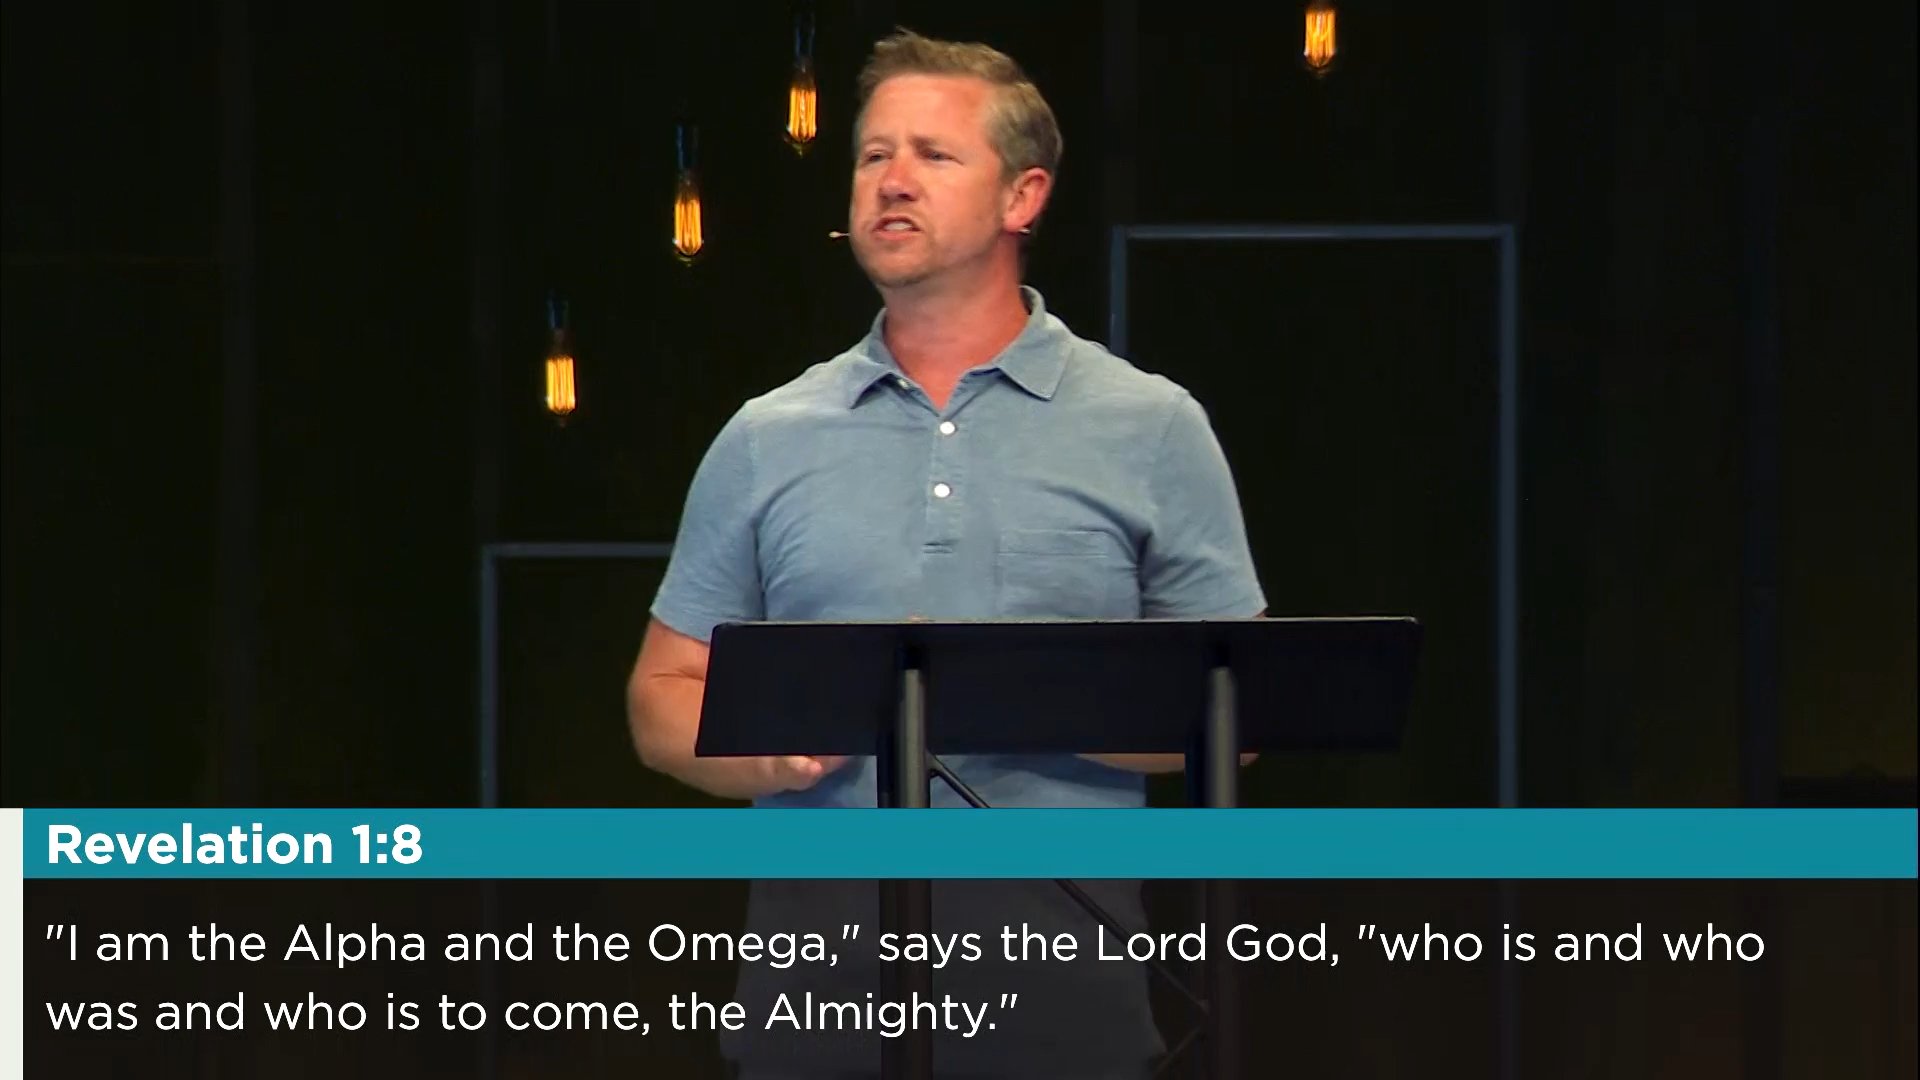 Revelation 1:8
"I am the Alpha and the Omega," says the Lord God, "who is and who
was and who is to come, the Almighty."